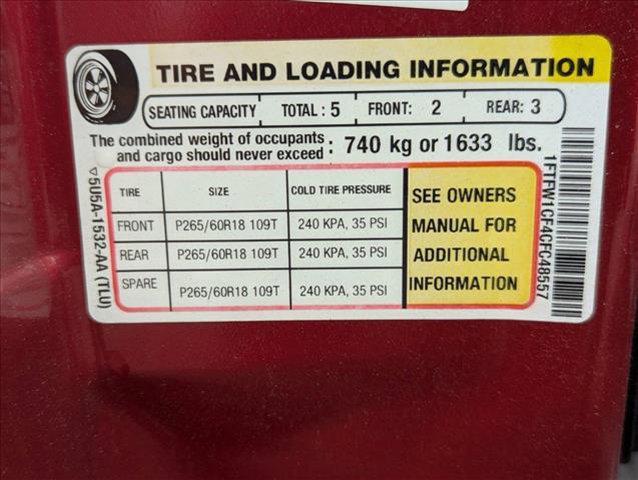 TIRE AND LOADING INFORMATION
SEATING CAPACITY TOTAL : 5 FRONT: 2 REAR: 3
The combined weight of occupants
and cargo should never exceed : 740 kg or 1633 lbs.
TIRE SIZE COLD TIRE PRESSURE
FRONT P265/60R18 109T 240 KPA, 35 PSI
REAR P265/60R18 109T 240 KPA, 35 PSI
SPARE P265/60R18 109T 240 KPA, 35 PSI
SEE OWNERS
MANUAL FOR
ADDITIONAL
INFORMATION
5U5A-1532-AA (TLU)
1FTFW1CF4CFC48557